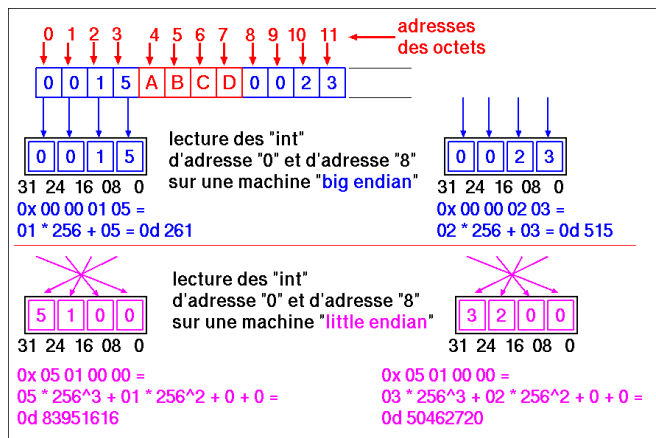 0 1 2 3 4 5 6 7 8 9 10 11
adresses
des octets
0 0 1 5 A B C D 0 0 2 3
0 0 1 5
31 24 16 08 0
0x 00 00 01 05 =
01 * 256 + 05 = 0d 261
lecture des "int"
d'adresse "0" et d'adresse "8"
sur une machine "big endian"
0 0 2 3
31 24 16 08 0
0x 00 00 02 03 =
02 * 256 + 03 = 0d 515
5 1 0 0
31 24 16 08 0
0x 05 01 00 00 =
05 * 256^3 + 01 * 256^2 + 0 + 0 =
0d 83951616
lecture des "int"
d'adresse "0" et d'adresse "8"
sur une machine "little endian"
3 2 0 0
31 24 16 08 0
0x 05 01 00 00 =
03 * 256^3 + 02 * 256^2 + 0 + 0 =
0d 50462720